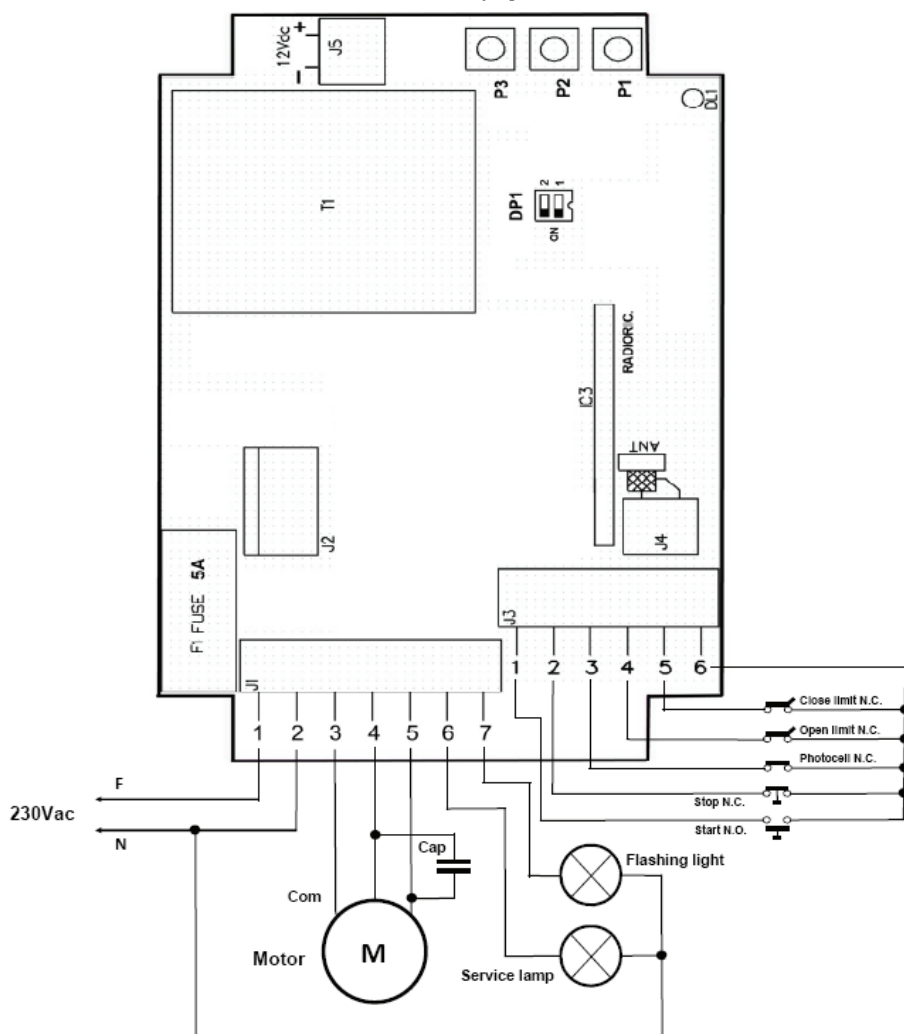 12Vdc
+
−
J5
P3
P2
P1
DL1
T1
DP1
2
1
ON
IC3
RADIORIC.
ANT
J4
J2
F1 FUSE 5A
J3
1 2 3 4 5 6
J1
1 2 3 4 5 6 7
Close limit N.C.
Open limit N.C.
Photocell N.C.
Stop N.C.
Start N.O.
F
230Vac
N
Cap
Com
Motor
M
Flashing light
Service lamp